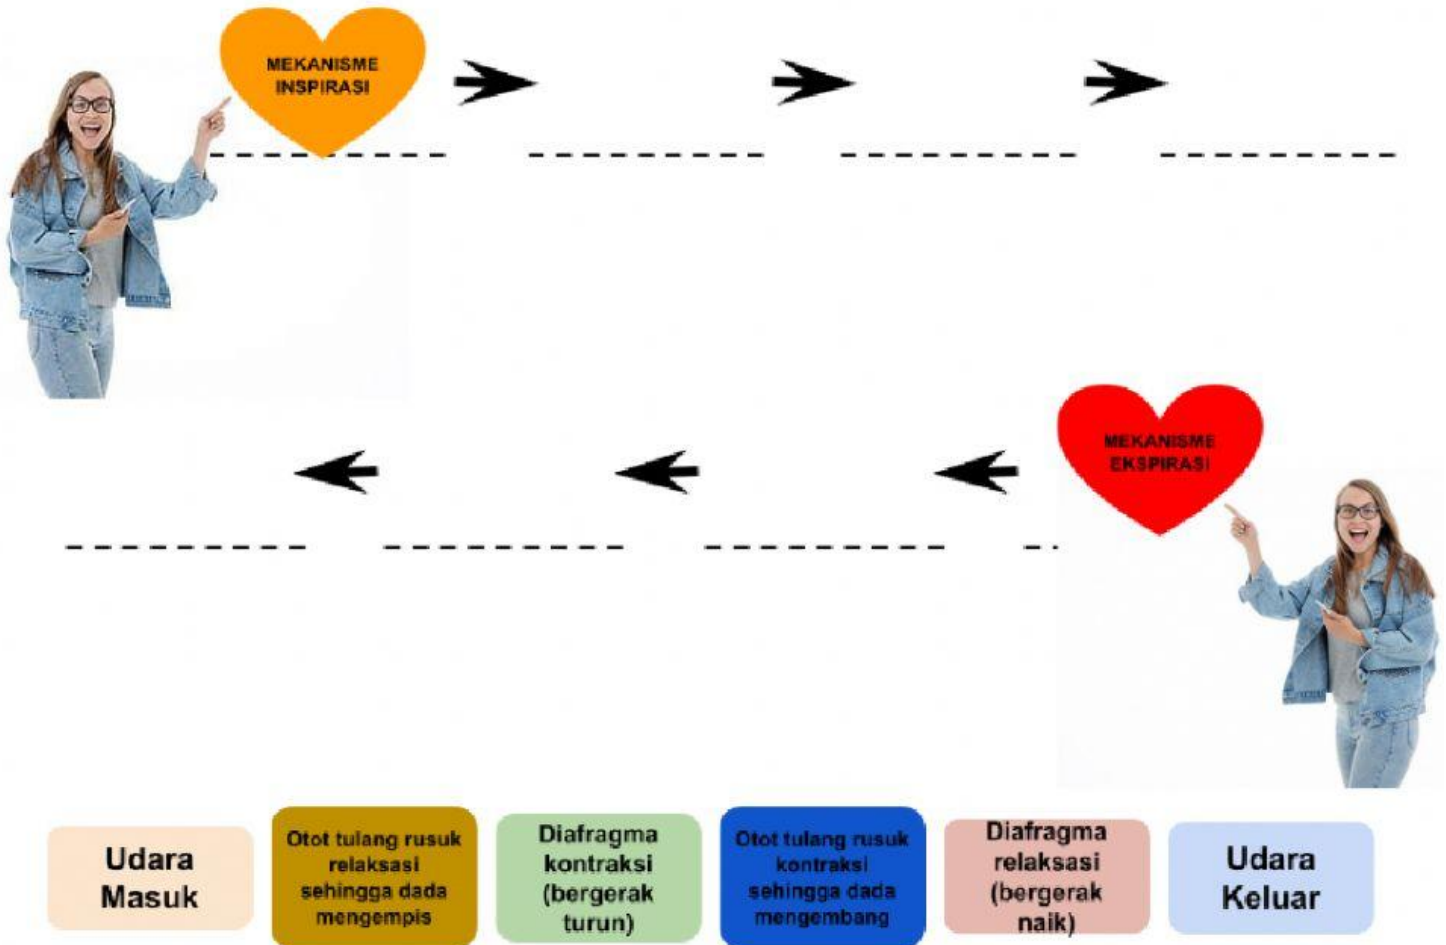 MEKANISME
INSPIRASI
MEKANISME
EKSPIRASI
Udara
Masuk
Otot tulang rusuk
relaksasi
sehingga dada
mengempis
Diafragma
kontraksi
(bergerak
turun)
Otot tulang rusuk
kontraksi
sehingga dada
mengembang
Diafragma
relaksasi
(bergerak
naik)
Udara
Keluar